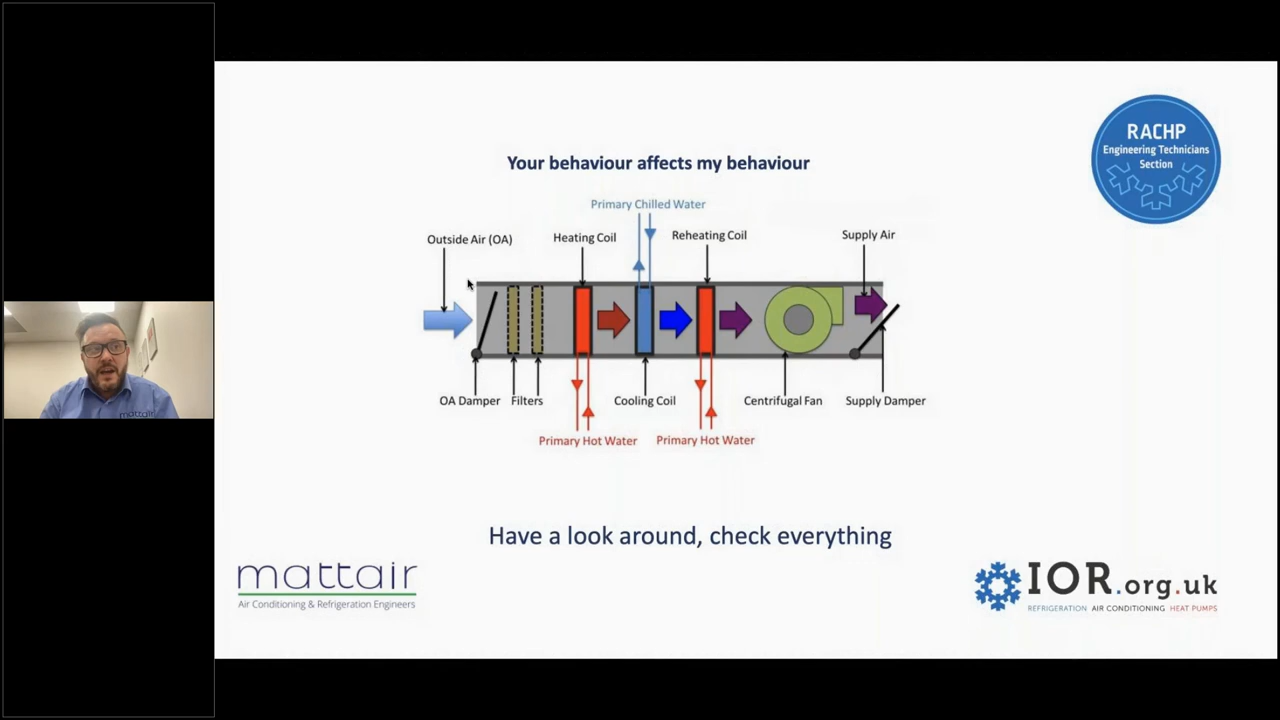 RACHP
Engineering Technicians
Section
Your behaviour affects my behaviour
Primary Chilled Water
Outside Air (OA)
Heating Coil
Reheating Coil
Supply Air
OA Damper
Filters
Cooling Coil
Centrifugal Fan
Supply Damper
Primary Hot Water
Primary Hot Water
mattair
Have a look around, check everything
mattair
Air Conditioning & Refrigeration Engineers
IOR.org.uk
REFRIGERATION AIR CONDITIONING HEAT PUMPS